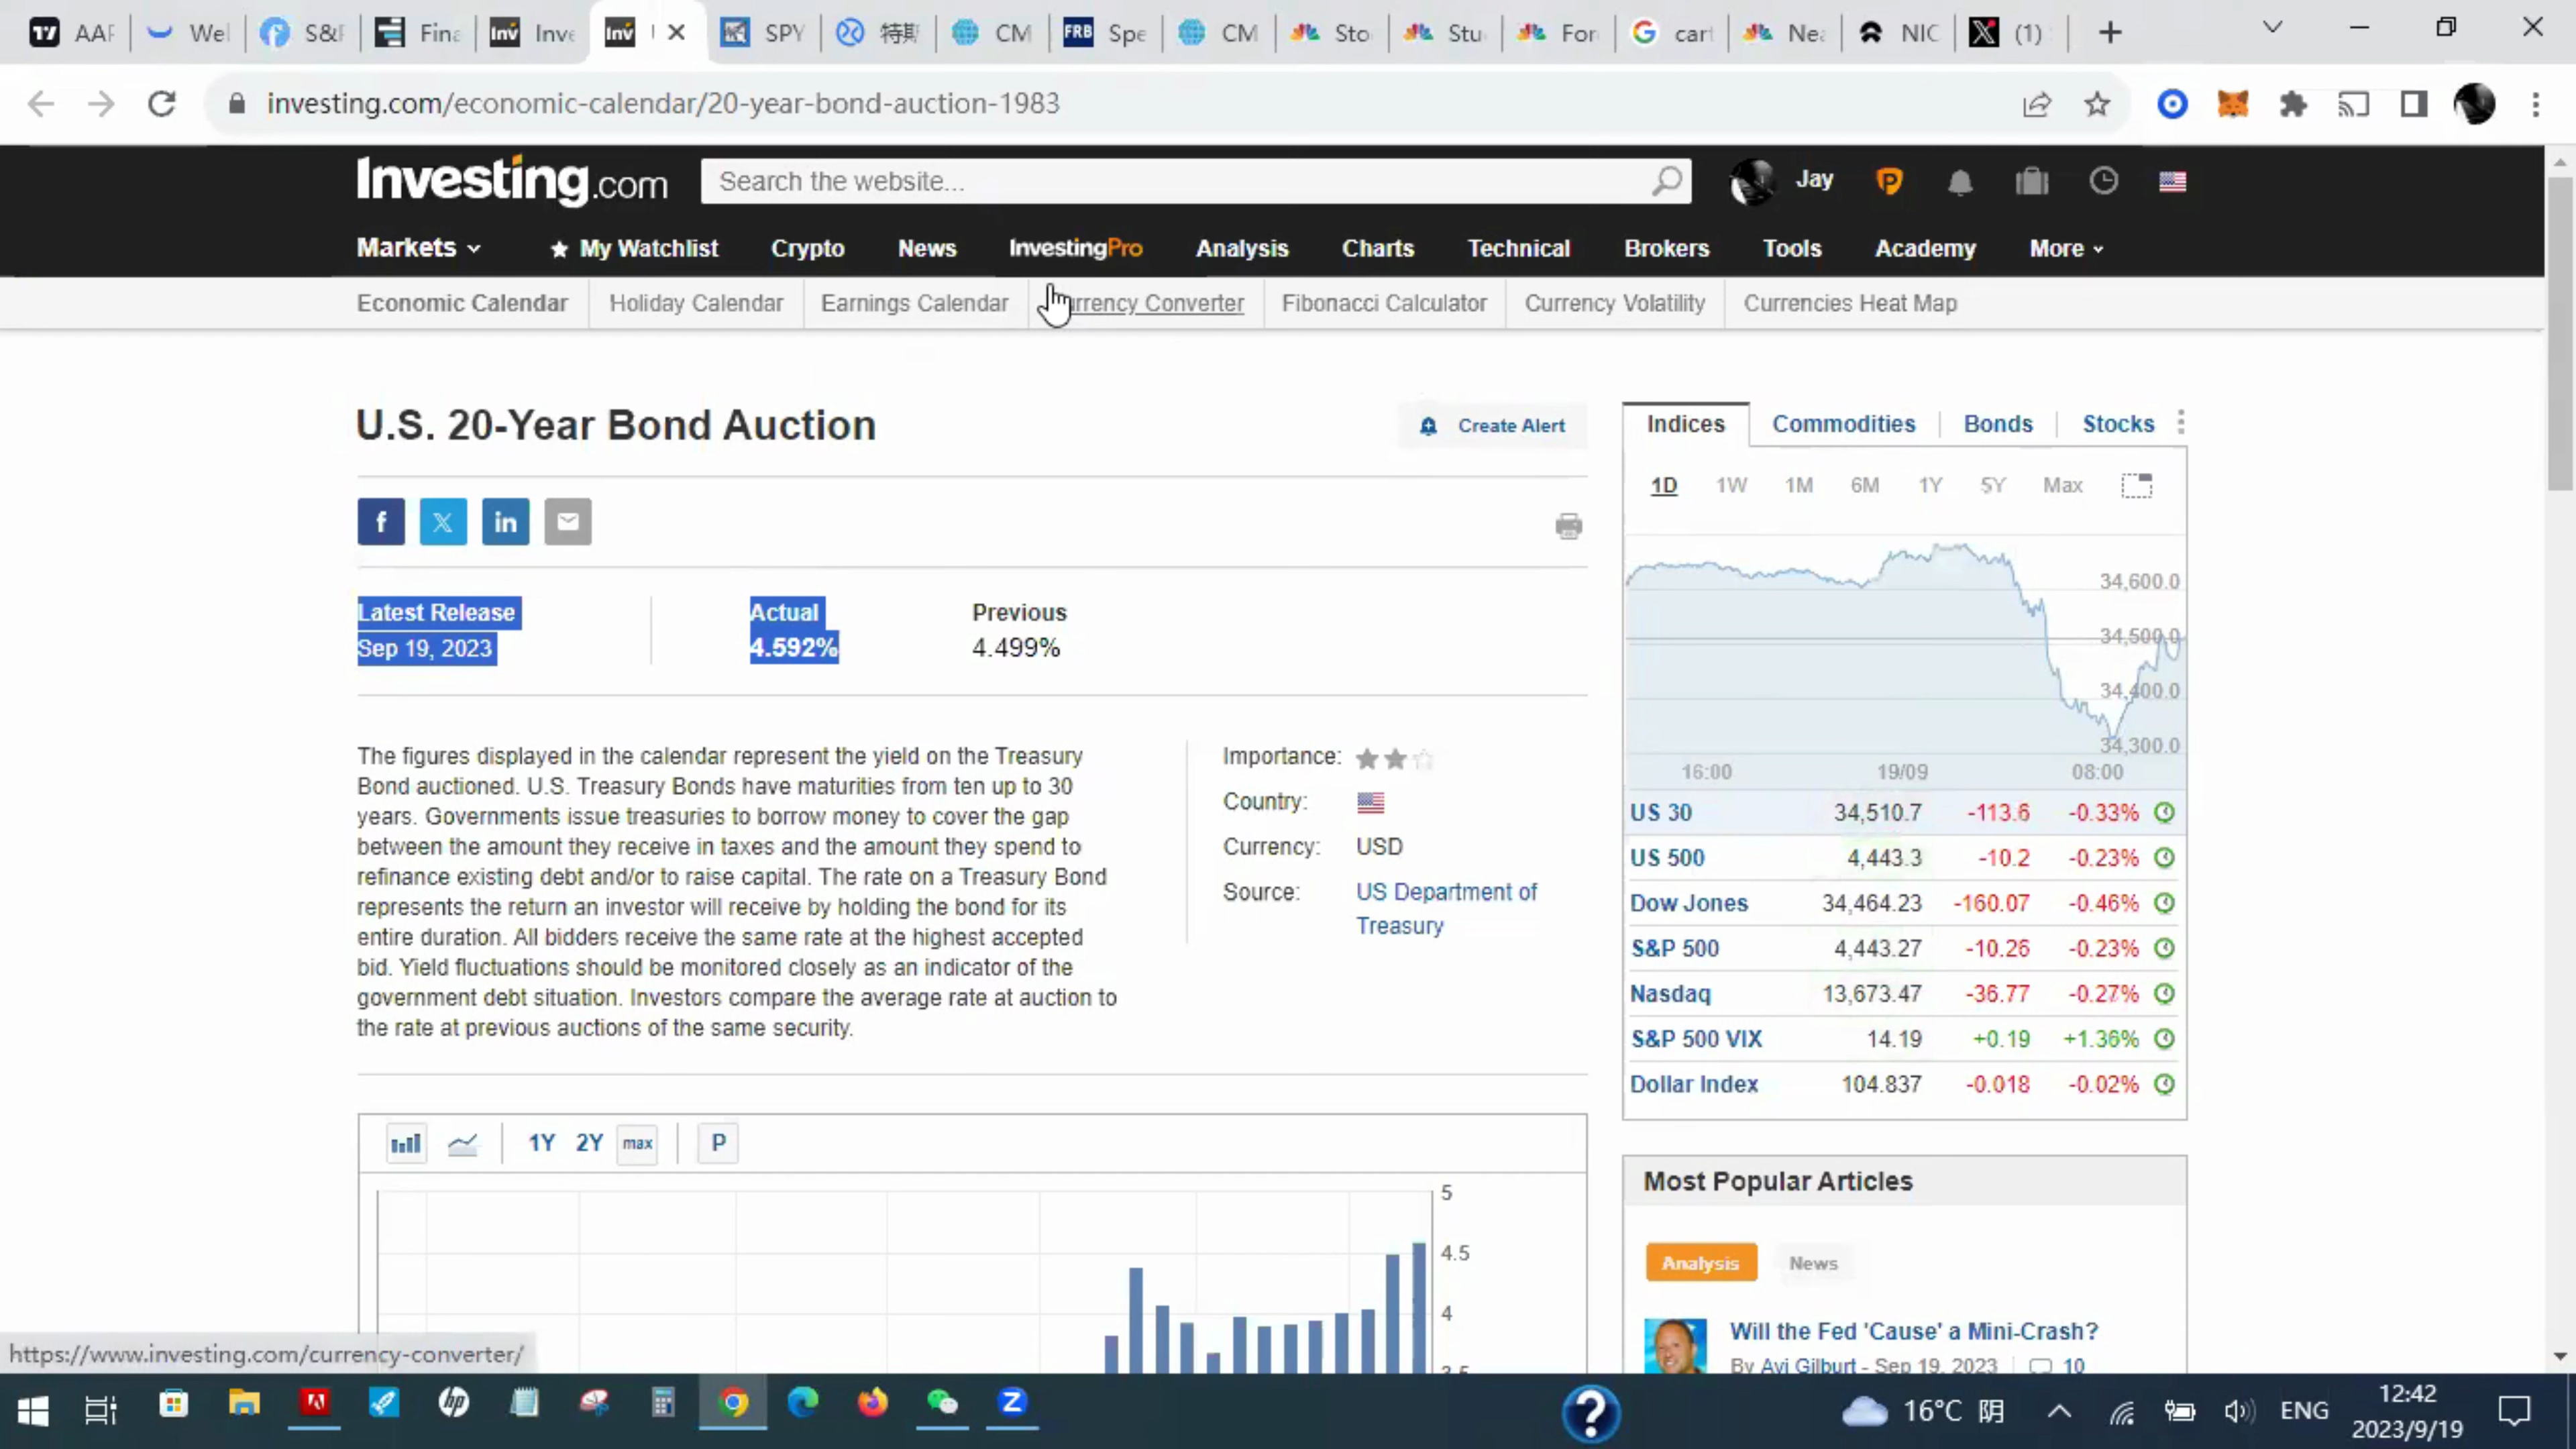 AAF
Wel
S&F
Fina
Inv
Inve
Inv
SPY
特斯
CM
FRB
Spe
CM
Sto
Stu
For
cart
Nea
NIO
(1)
investing.com/economic-calendar/20-year-bond-auction-1983
Investing.com
Search the website...
Jay
Markets
My Watchlist
Crypto
News
InvestingPro
Analysis
Charts
Technical
Brokers
Tools
Academy
More
Economic Calendar
Holiday Calendar
Earnings Calendar
urrency Converter
Fibonacci Calculator
Currency Volatility
Currencies Heat Map
U.S. 20-Year Bond Auction
Create Alert
Latest Release
Sep 19, 2023
Actual
4.592%
Previous
4.499%
The figures displayed in the calendar represent the yield on the Treasury
Bond auctioned. U.S. Treasury Bonds have maturities from ten up to 30
years. Governments issue treasuries to borrow money to cover the gap
between the amount they receive in taxes and the amount they spend to
refinance existing debt and/or to raise capital. The rate on a Treasury Bond
represents the return an investor will receive by holding the bond for its
entire duration. All bidders receive the same rate at the highest accepted
bid. Yield fluctuations should be monitored closely as an indicator of the
government debt situation. Investors compare the average rate at auction to
the rate at previous auctions of the same security.
Importance:
Country:
Currency: USD
Source: US Department of
Treasury
1Y 2Y max P
5
4.5
4
Indices
Commodities
Bonds
Stocks
1D 1W 1M 6M 1Y 5Y Max
34,600.0
34,500.0
34,400.0
34,300.0
16:00 19/09 08:00
US 30 34,510.7 -113.6 -0.33%
US 500 4,443.3 -10.2 -0.23%
Dow Jones 34,464.23 -160.07 -0.46%
S&P 500 4,443.27 -10.26 -0.23%
Nasdaq 13,673.47 -36.77 -0.27%
S&P 500 VIX 14.19 +0.19 +1.36%
Dollar Index 104.837 -0.018 -0.02%
Most Popular Articles
Analysis
News
Will the Fed 'Cause' a Mini-Crash?
By Avi Gilburt - Sep 19, 2023 10
https://www.investing.com/currency-converter/
16°C 阴
ENG
12:42
2023/9/19